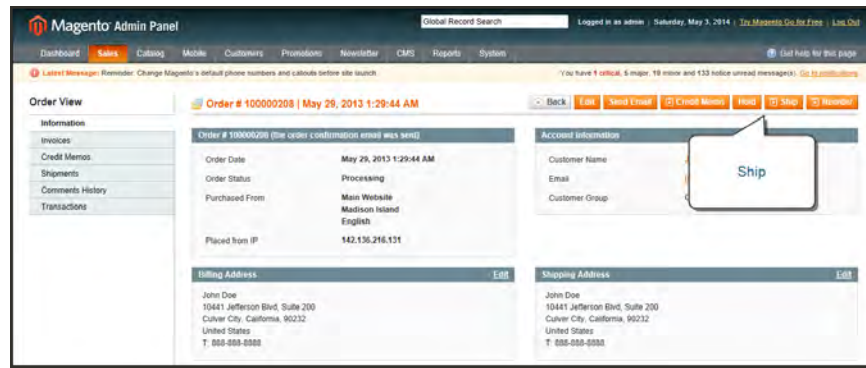 Magento Admin Panel
Global Record Search
Logged in as admin | Saturday, May 3, 2014 | Try Magento Go for Free | Log Out
Dashboard Sales Catalog Mobile Customers Promotions Newsletter CMS Reports System
Get help for this page
Latest Message: Reminder: Change Magento's default phone numbers and callouts before site launch
You have 1 critical, 5 major, 18 minor and 133 notice unread message(s). Go to notifications
Order View
Information
Invoices
Credit Memos
Shipments
Comments History
Transactions
Order # 100000208 | May 29, 2013 1:29:44 AM
Back Edit Send Email Credit Memo Hold Ship Reorder
Ship
Order # 100000208 (the order confirmation email was sent)
Order Date May 29, 2013 1:29:44 AM
Order Status Processing
Purchased From Main Website
Madison Island
English
Placed from IP 142.136.216.131
Account Information
Customer Name
Email
Customer Group
Billing Address Edit
John Doe
10441 Jefferson Blvd, Suite 200
Culver City, California, 90232
United States
T: 888-888-8888
Shipping Address Edit
John Doe
10441 Jefferson Blvd, Suite 200
Culver City, California, 90232
United States
T: 888-888-8888